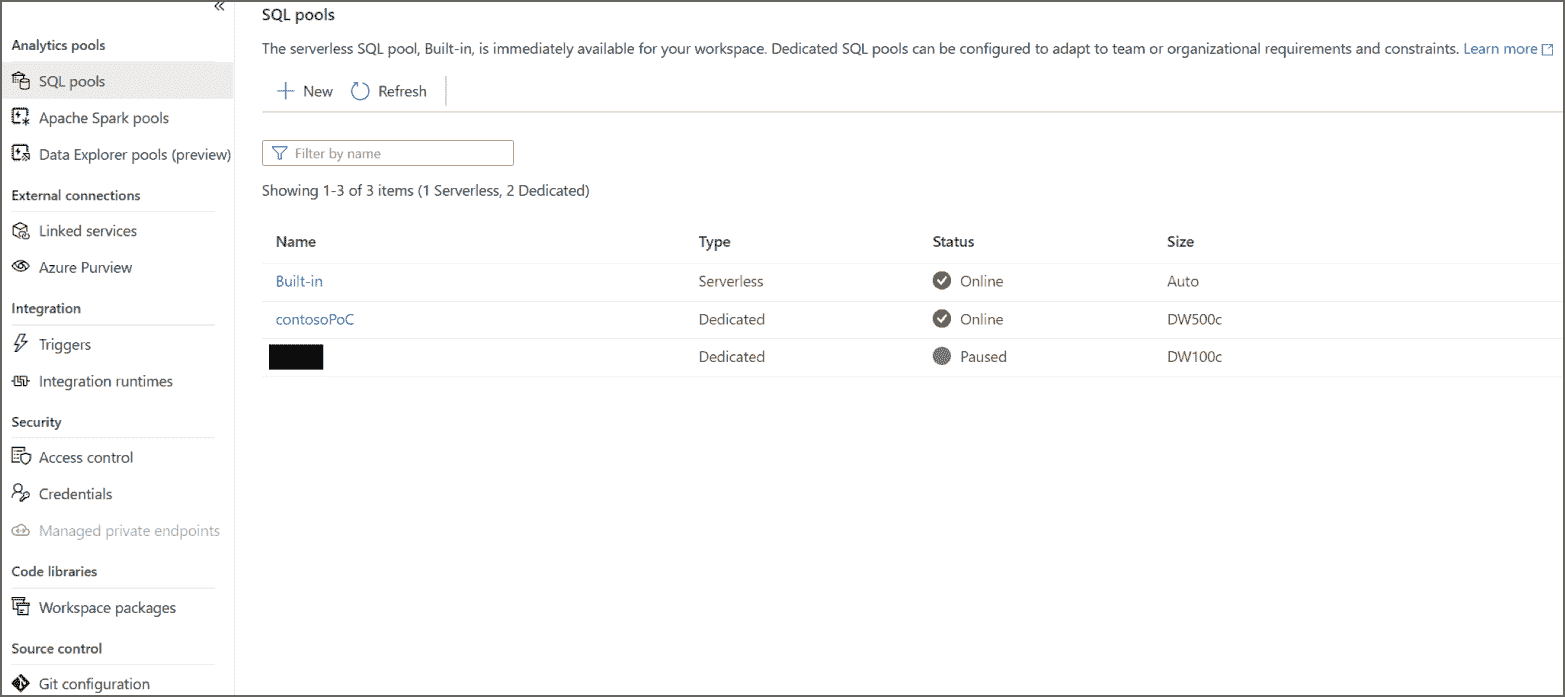 Analytics pools
SQL pools
Apache Spark pools
Data Explorer pools (preview)
External connections
Linked services
Azure Purview
Integration
Triggers
Integration runtimes
Security
Access control
Credentials
Managed private endpoints
Code libraries
Workspace packages
Source control
Git configuration
SQL pools
The serverless SQL pool, Built-in, is immediately available for your workspace. Dedicated SQL pools can be configured to adapt to team or organizational requirements and constraints. Learn more
New Refresh
Filter by name
Showing 1-3 of 3 items (1 Serverless, 2 Dedicated)
Name Type Status Size
Built-in Serverless Online Auto
contosoPoC Dedicated Online DW500c
Dedicated Paused DW100c